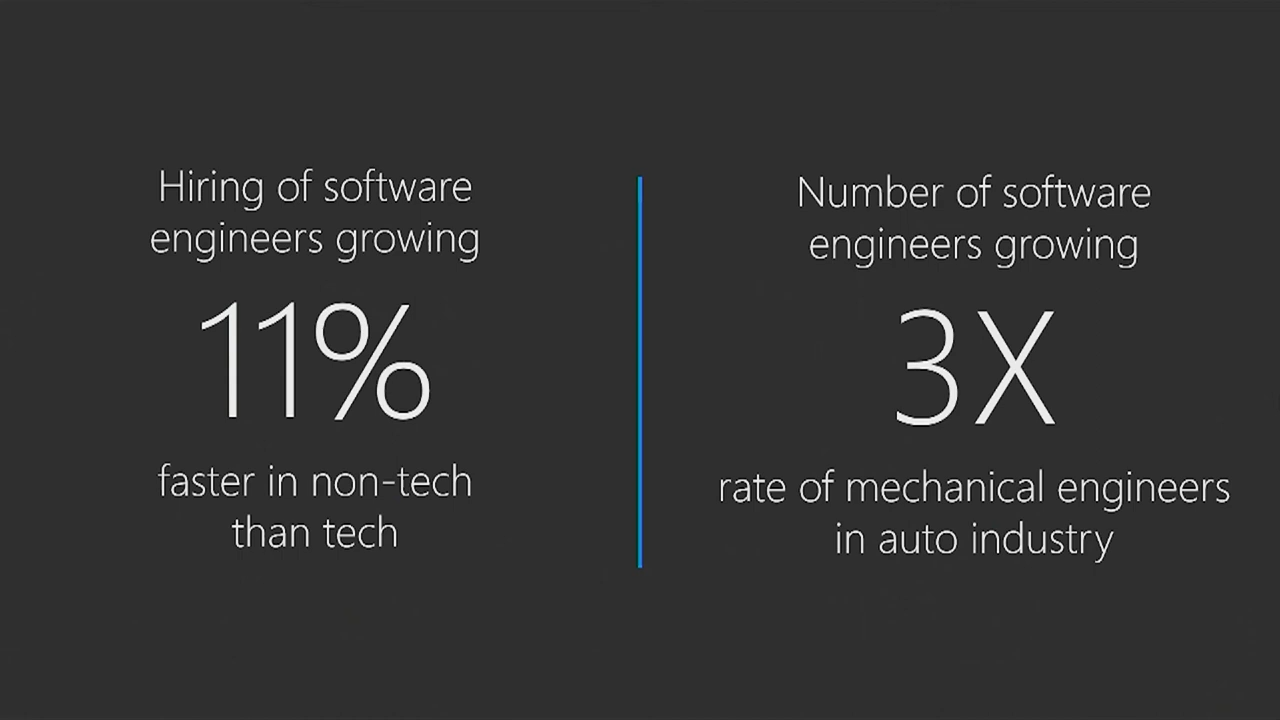 Hiring of software
engineers growing
11%
faster in non-tech
than tech
Number of software
engineers growing
3X
rate of mechanical engineers
in auto industry